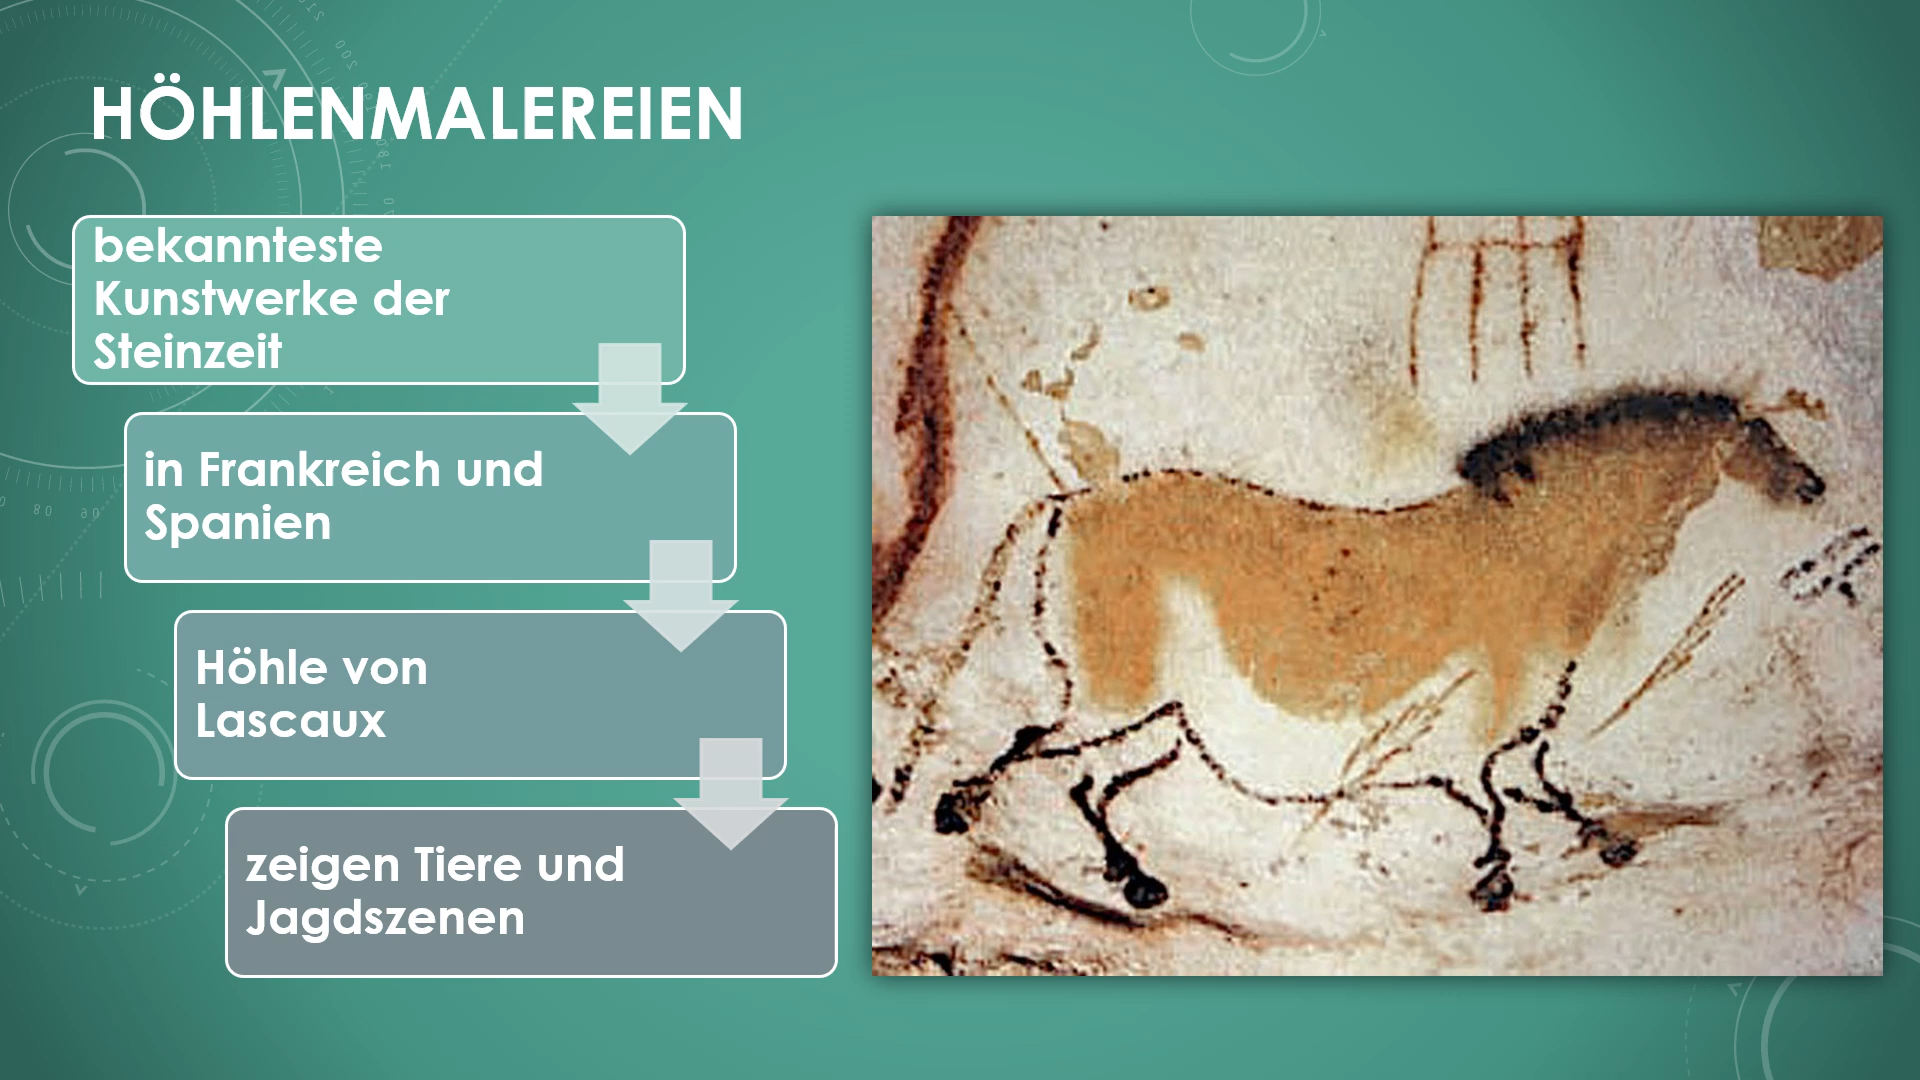 HÖHLENMALEREIEN
bekannteste
Kunstwerke der
Steinzeit
in Frankreich und
Spanien
Höhle von
Lascaux
zeigen Tiere und
Jagdszenen